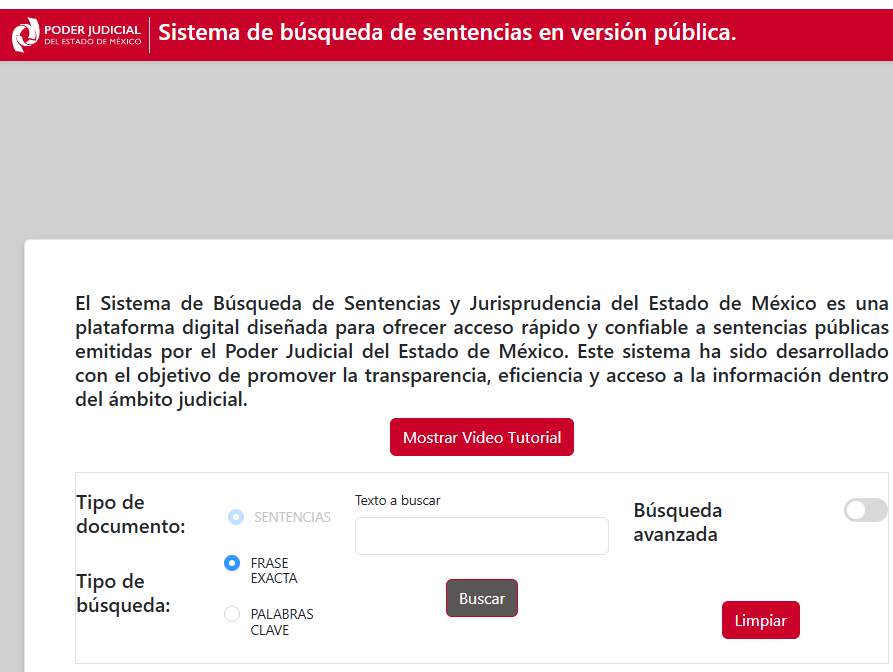 PODER JUDICIAL
DEL ESTADO DE MÉXICO
Sistema de búsqueda de sentencias en versión pública.
El Sistema de Búsqueda de Sentencias y Jurisprudencia del Estado de México es una
plataforma digital diseñada para ofrecer acceso rápido y confiable a sentencias públicas
emitidas por el Poder Judicial del Estado de México. Este sistema ha sido desarrollado
con el objetivo de promover la transparencia, eficiencia y acceso a la información dentro
del ámbito judicial.
Mostrar Video Tutorial
Tipo de
documento:
SENTENCIAS
Texto a buscar
Búsqueda
avanzada
Tipo de
búsqueda:
FRASE
EXACTA
PALABRAS
CLAVE
Buscar
Limpiar